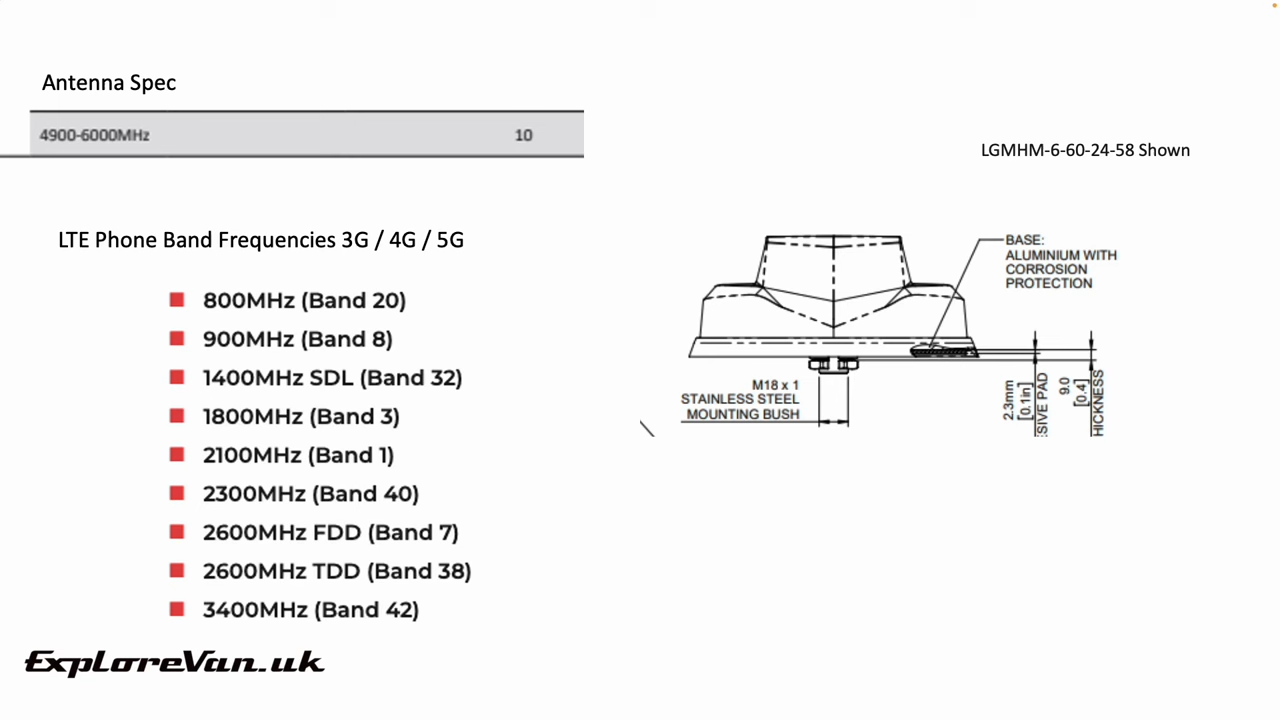 Antenna Spec
4900-6000MHz 10
LGMHM-6-60-24-58 Shown
LTE Phone Band Frequencies 3G / 4G / 5G
800MHz (Band 20)
900MHz (Band 8)
1400MHz SDL (Band 32)
1800MHz (Band 3)
2100MHz (Band 1)
2300MHz (Band 40)
2600MHz FDD (Band 7)
2600MHz TDD (Band 38)
3400MHz (Band 42)
BASE:
ALUMINIUM WITH
CORROSION
PROTECTION
M18 x 1
STAINLESS STEEL
MOUNTING BUSH
2.3mm
[0.1in]
SIVE PAD
9.0
[0.4]
HICKNESS
ExploreVan.uk